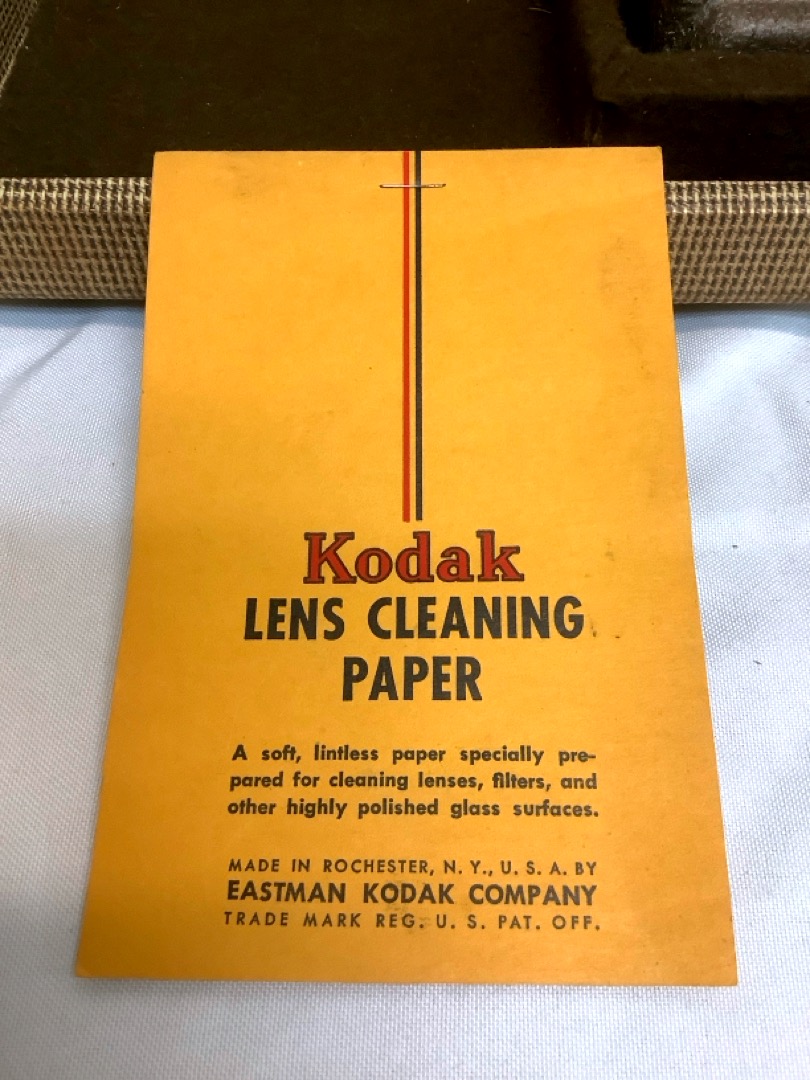 Kodak
LENS CLEANING
PAPER
A soft, lintless paper specially pre-
pared for cleaning lenses, filters, and
other highly polished glass surfaces.
MADE IN ROCHESTER, N. Y., U. S. A. BY
EASTMAN KODAK COMPANY
TRADE MARK REG. U. S. PAT. OFF.